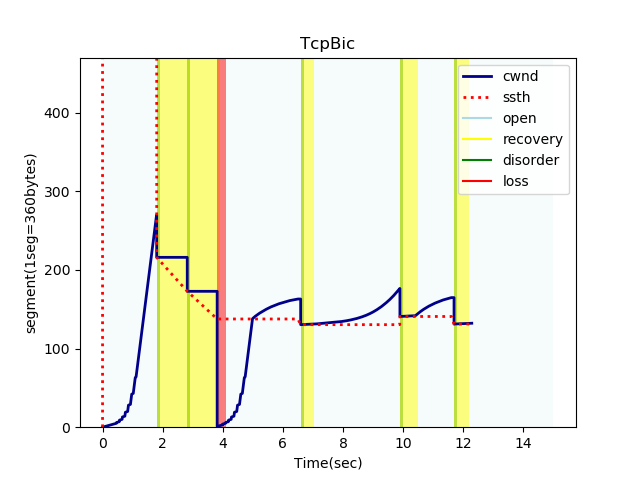 TcpBic
cwnd
ssth
open
recovery
disorder
loss
400
300
200
100
0
segment(1seg=360bytes)
0 2 4 6 8 10 12 14
Time(sec)